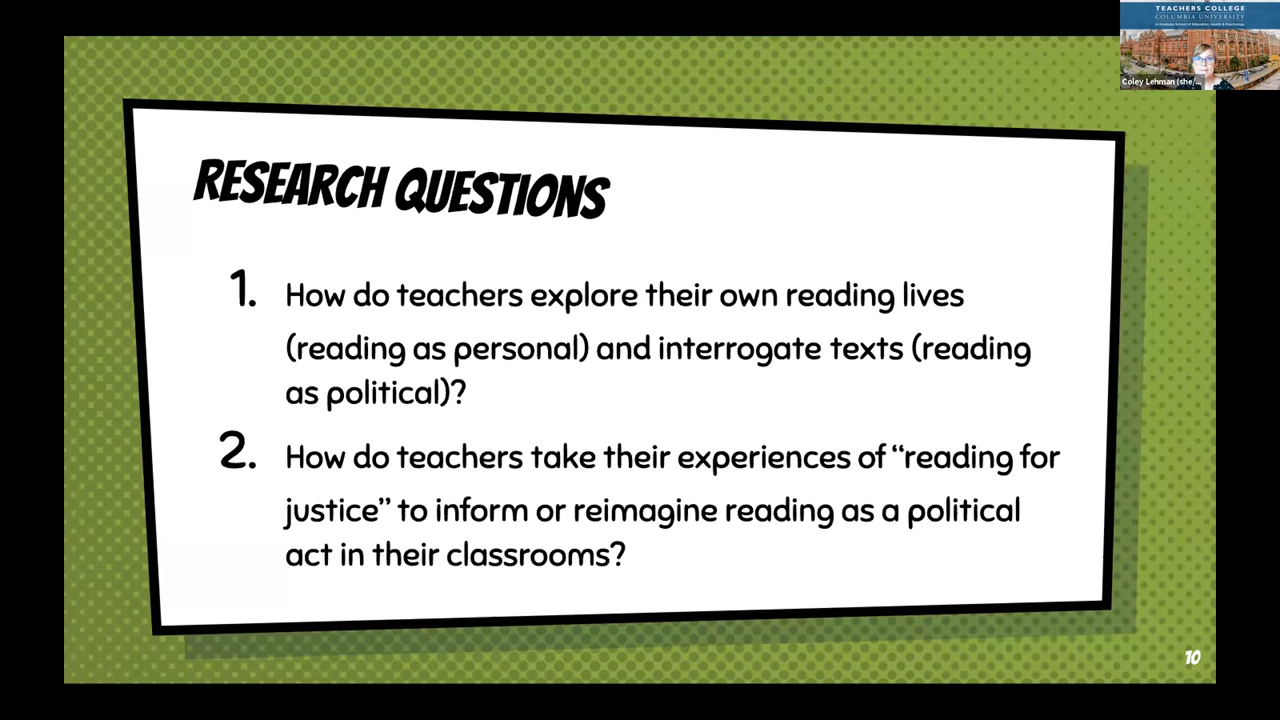 TEACHERS COLLEGE
COLUMBIA UNIVERSITY
A Graduate School of Education, Health & Psychology
Coley Lehman (she/...
RESEARCH QUESTIONS
1. How do teachers explore their own reading lives
(reading as personal) and interrogate texts (reading
as political)?
2. How do teachers take their experiences of “reading for
justice” to inform or reimagine reading as a political
act in their classrooms?
10